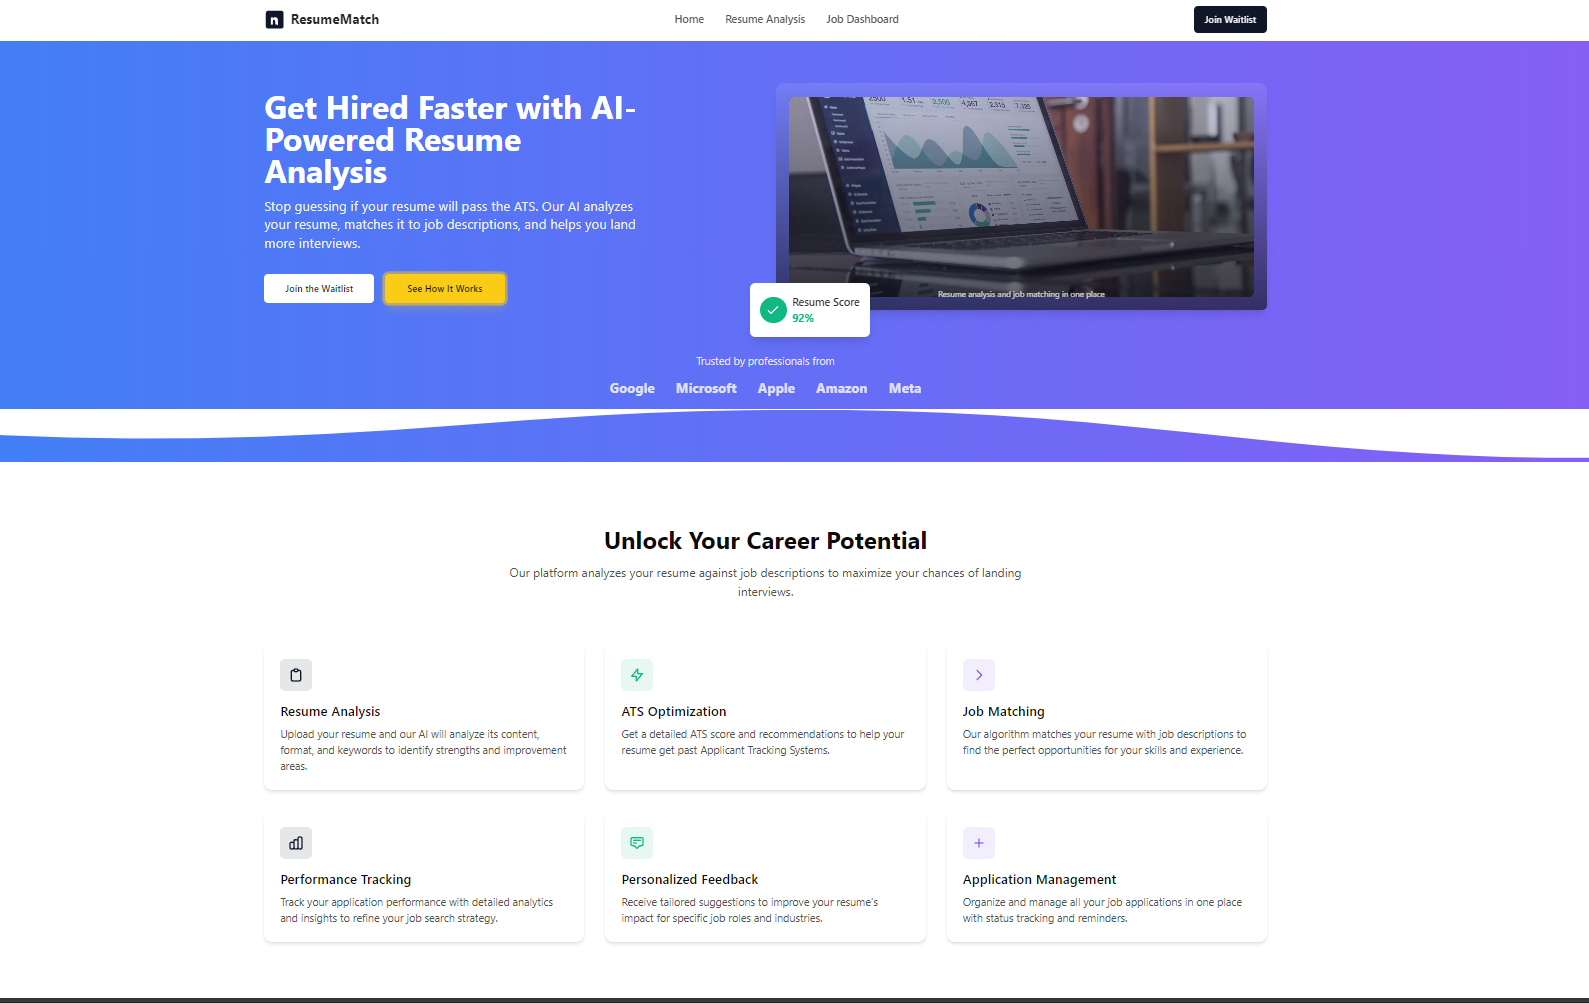 n ResumeMatch
Home Resume Analysis Job Dashboard
Join Waitlist
Get Hired Faster with AI-
Powered Resume
Analysis
Stop guessing if your resume will pass the ATS. Our AI analyzes
your resume, matches it to job descriptions, and helps you land
more interviews.
Join the Waitlist
See How It Works
Resume analysis and job matching in one place
Resume Score
92%
Trusted by professionals from
Google Microsoft Apple Amazon Meta
Unlock Your Career Potential
Our platform analyzes your resume against job descriptions to maximize your chances of landing
interviews.
Resume Analysis
Upload your resume and our AI will analyze its content,
format, and keywords to identify strengths and improvement
areas.
ATS Optimization
Get a detailed ATS score and recommendations to help your
resume get past Applicant Tracking Systems.
Job Matching
Our algorithm matches your resume with job descriptions to
find the perfect opportunities for your skills and experience.
Performance Tracking
Track your application performance with detailed analytics
and insights to refine your job search strategy.
Personalized Feedback
Receive tailored suggestions to improve your resume's
impact for specific job roles and industries.
Application Management
Organize and manage all your job applications in one place
with status tracking and reminders.